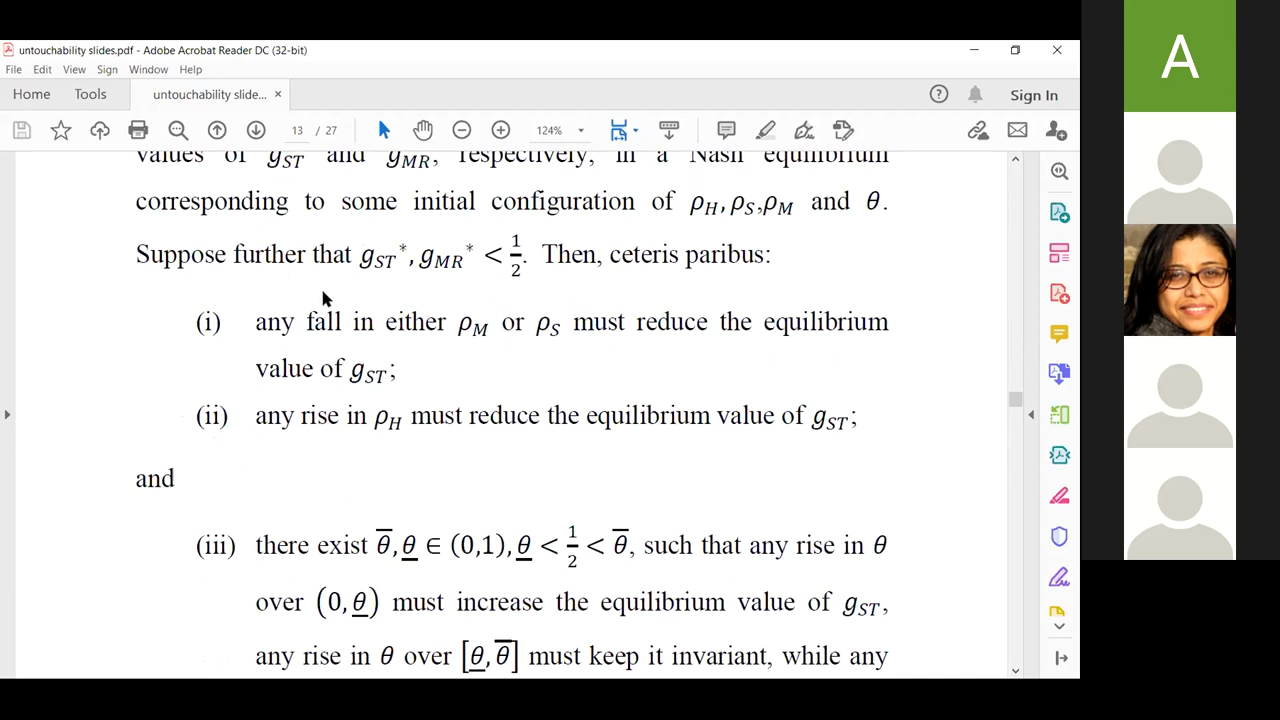 untouchability slides.pdf - Adobe Acrobat Reader DC (32-bit)
File Edit View Sign Window Help
Home Tools untouchability slide... × Sign In
13 / 27 124%
values of g_ST and g_MR, respectively, in a Nash equilibrium
corresponding to some initial configuration of ρ_H, ρ_S,ρ_M and θ.
Suppose further that g_ST*, g_MR* < 1/2. Then, ceteris paribus:
(i) any fall in either ρ_M or ρ_S must reduce the equilibrium
value of g_ST;
(ii) any rise in ρ_H must reduce the equilibrium value of g_ST;
and
(iii) there exist θ̅, θ̲ ∈ (0,1), θ̲ < 1/2 < θ̅, such that any rise in θ
over (0, θ̲) must increase the equilibrium value of g_ST,
any rise in θ over [θ̲, θ̅] must keep it invariant, while any
A